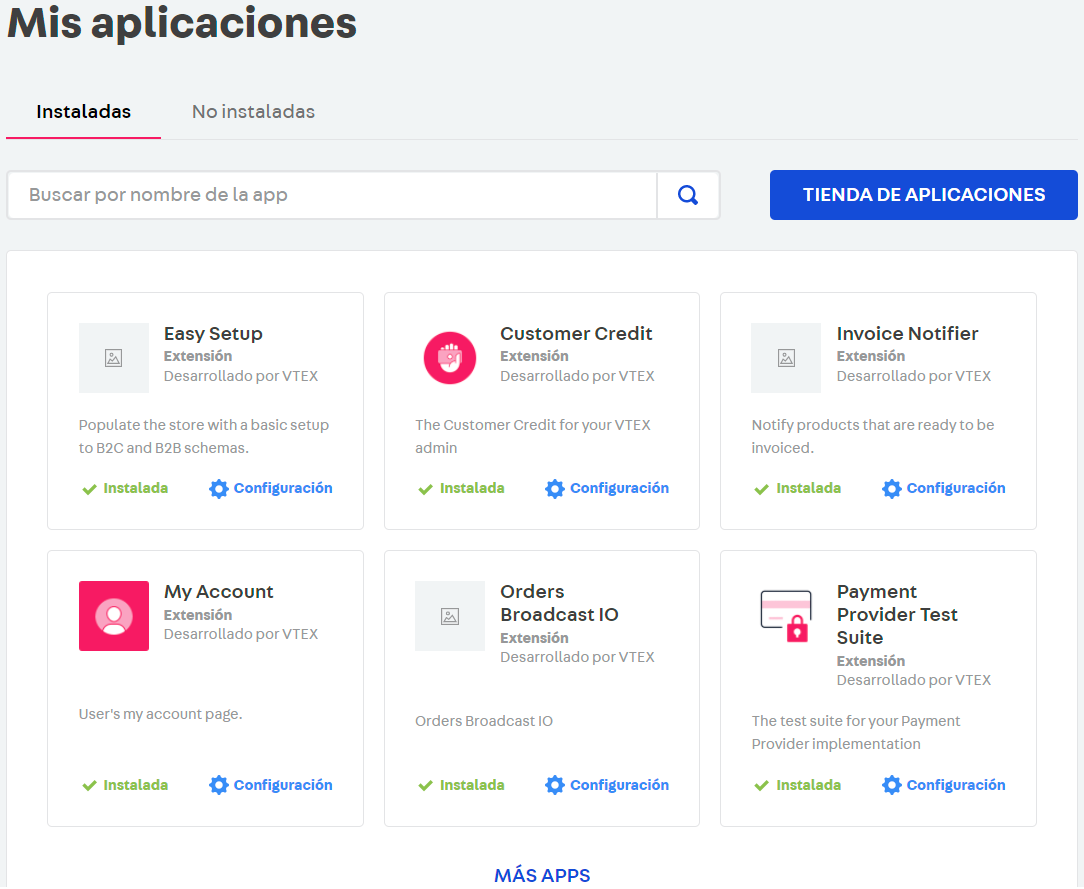 Mis aplicaciones
Instaladas
No instaladas
Buscar por nombre de la app
TIENDA DE APLICACIONES
Easy Setup
Extensión
Desarrollado por VTEX
Populate the store with a basic setup
to B2C and B2B schemas.
Instalada
Configuración
Customer Credit
Extensión
Desarrollado por VTEX
The Customer Credit for your VTEX
admin
Instalada
Configuración
Invoice Notifier
Extensión
Desarrollado por VTEX
Notify products that are ready to be
invoiced.
Instalada
Configuración
My Account
Extensión
Desarrollado por VTEX
User's my account page.
Instalada
Configuración
Orders
Broadcast IO
Extensión
Desarrollado por VTEX
Orders Broadcast IO
Instalada
Configuración
Payment
Provider Test
Suite
Extensión
Desarrollado por VTEX
The test suite for your Payment
Provider implementation
Instalada
Configuración
MÁS APPS